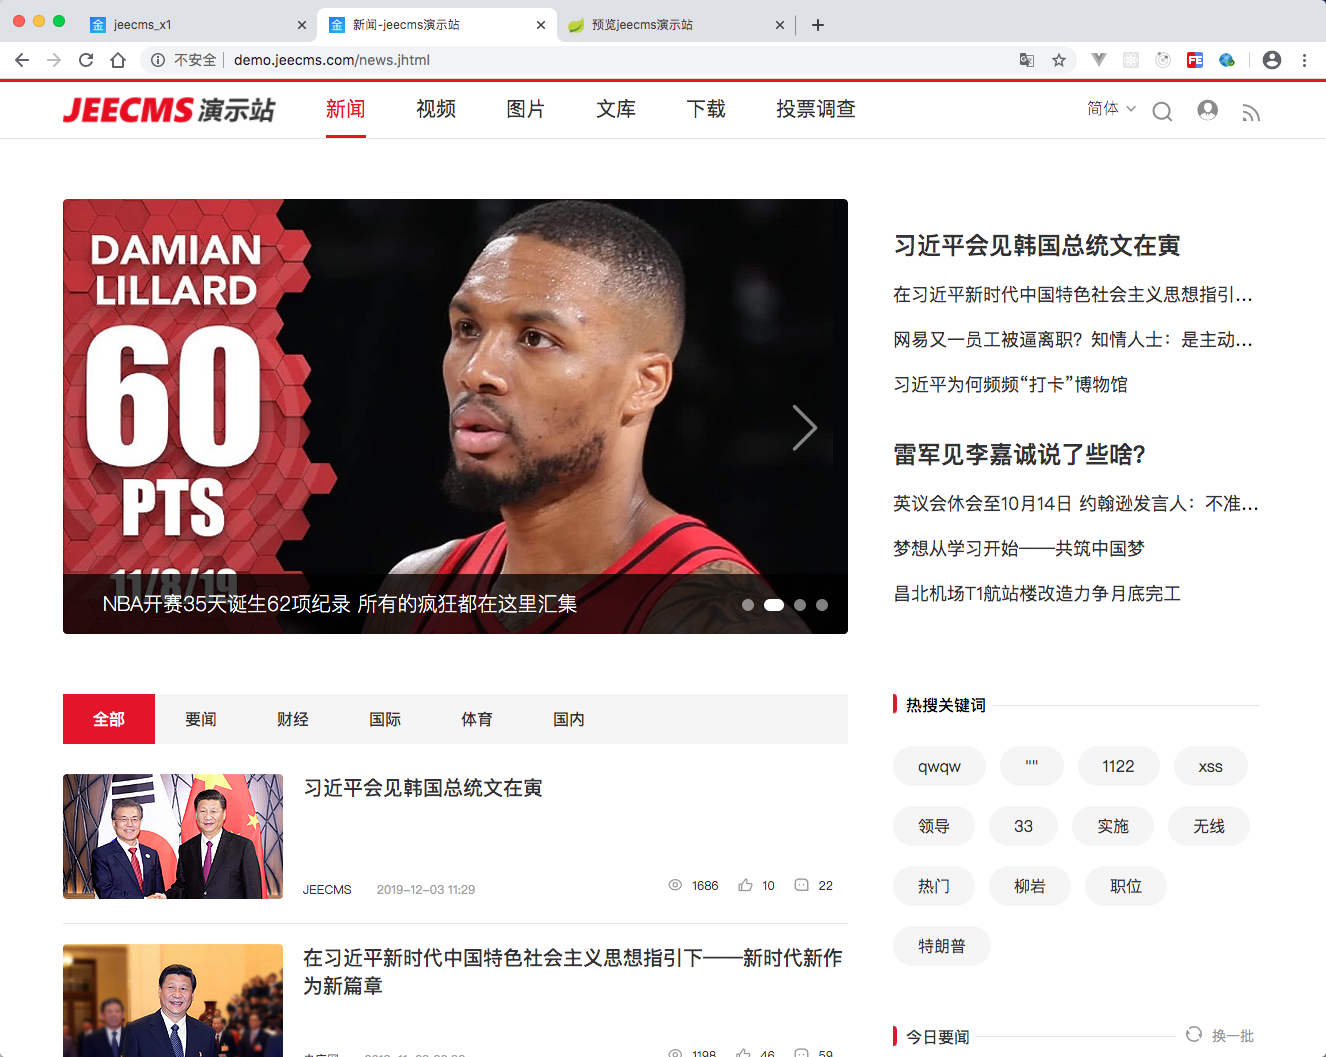 jeecms_x1
新闻-jeecms演示站
预览jeecms演示站
不安全
demo.jeecms.com/news.jhtml
FE
JEECMS 演示站
新闻
视频
图片
文库
下载
投票调查
简体
DAMIAN
LILLARD
60
PTS
11/8/19
NBA开赛35天诞生62项纪录 所有的疯狂都在这里汇集
习近平会见韩国总统文在寅
在习近平新时代中国特色社会主义思想指引...
网易又一员工被逼离职？知情人士：是主动...
习近平为何频频“打卡”博物馆
雷军见李嘉诚说了些啥?
英议会休会至10月14日 约翰逊发言人：不准...
梦想从学习开始——共筑中国梦
昌北机场T1航站楼改造力争月底完工
全部
要闻
财经
国际
体育
国内
习近平会见韩国总统文在寅
JEECMS
2019-12-03 11:29
1686
10
22
在习近平新时代中国特色社会主义思想指引下——新时代新作
为新篇章
1198
46
59
热搜关键词
qwqw
""
1122
xss
领导
33
实施
无线
热门
柳岩
职位
特朗普
今日要闻
换一批